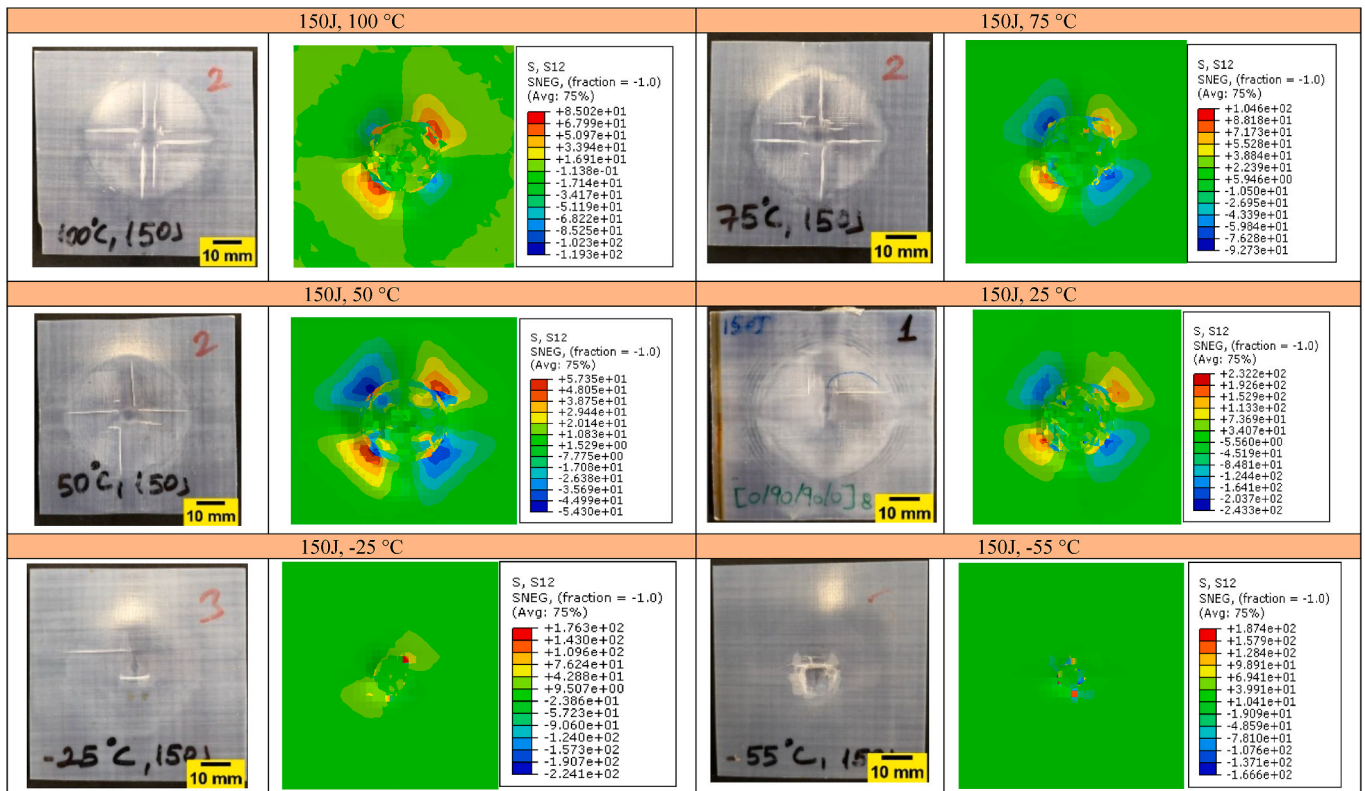 150J, 100 °C
150J, 75 °C
2
100°C, 150J
10 mm
S, S12
SNEG, (fraction = -1.0)
(Avg: 75%)
+8.502e+01
+6.799e+01
+5.097e+01
+3.394e+01
+1.691e+01
-1.138e-01
-1.714e+01
-3.417e+01
-5.119e+01
-6.822e+01
-8.525e+01
-1.023e+02
-1.193e+02
2
75°C, 150J
10 mm
S, S12
SNEG, (fraction = -1.0)
(Avg: 75%)
+1.046e+02
+8.818e+01
+7.173e+01
+5.528e+01
+3.884e+01
+2.239e+01
+5.946e+00
-1.050e+01
-2.695e+01
-4.339e+01
-5.984e+01
-7.628e+01
-9.273e+01
150J, 50 °C
150J, 25 °C
2
50°C, 150J
10 mm
S, S12
SNEG, (fraction = -1.0)
(Avg: 75%)
+5.735e+01
+4.805e+01
+3.875e+01
+2.944e+01
+2.014e+01
+1.083e+01
+1.529e+00
-7.775e+00
-1.708e+01
-2.638e+01
-3.569e+01
-4.499e+01
-5.430e+01
150J
1
[0/90/90/0]8
10 mm
S, S12
SNEG, (fraction = -1.0)
(Avg: 75%)
+2.322e+02
+1.926e+02
+1.529e+02
+1.133e+02
+7.369e+01
+3.407e+01
-5.560e+00
-4.519e+01
-8.481e+01
-1.244e+02
-1.641e+02
-2.037e+02
-2.433e+02
150J, -25 °C
150J, -55 °C
3
-25°C, 150J
10 mm
S, S12
SNEG, (fraction = -1.0)
(Avg: 75%)
+1.763e+02
+1.430e+02
+1.096e+02
+7.624e+01
+4.288e+01
+9.507e+00
-2.386e+01
-5.723e+01
-9.060e+01
-1.240e+02
-1.573e+02
-1.907e+02
-2.241e+02
-55°C, 150J
10 mm
S, S12
SNEG, (fraction = -1.0)
(Avg: 75%)
+1.874e+02
+1.579e+02
+1.284e+02
+9.891e+01
+6.941e+01
+3.991e+01
+1.041e+01
-1.909e+01
-4.859e+01
-7.810e+01
-1.076e+02
-1.371e+02
-1.666e+02